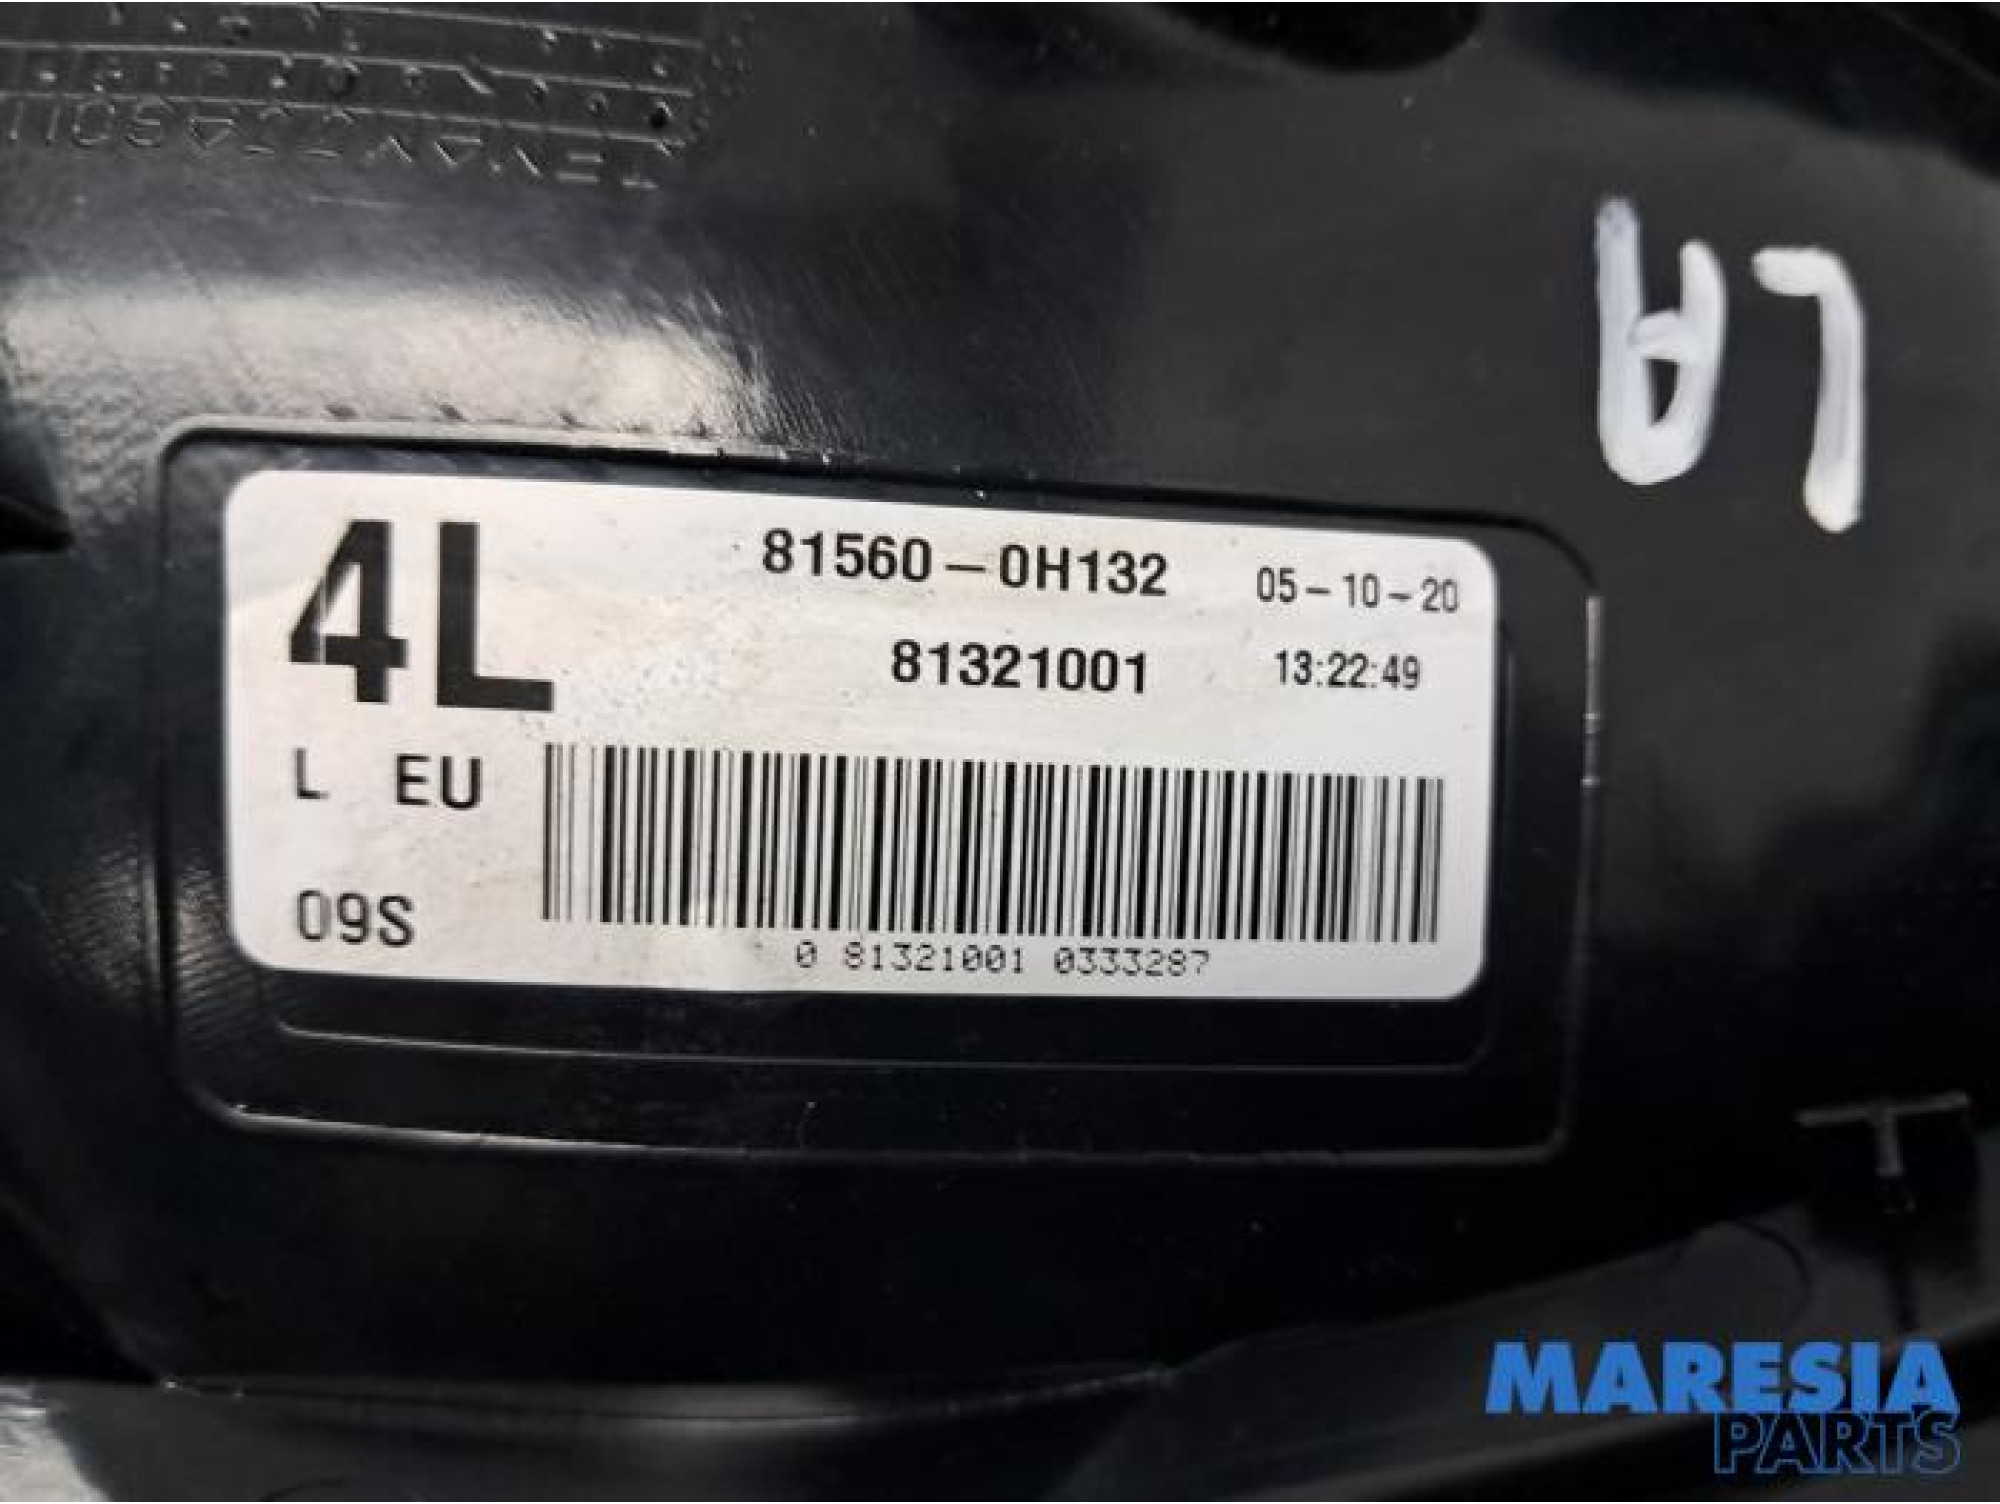 4L
81560-0H132 05-10-20
81321001 13:22:49
L EU
09S
0 81321001 0333287
LA
MARESIA
PARTS